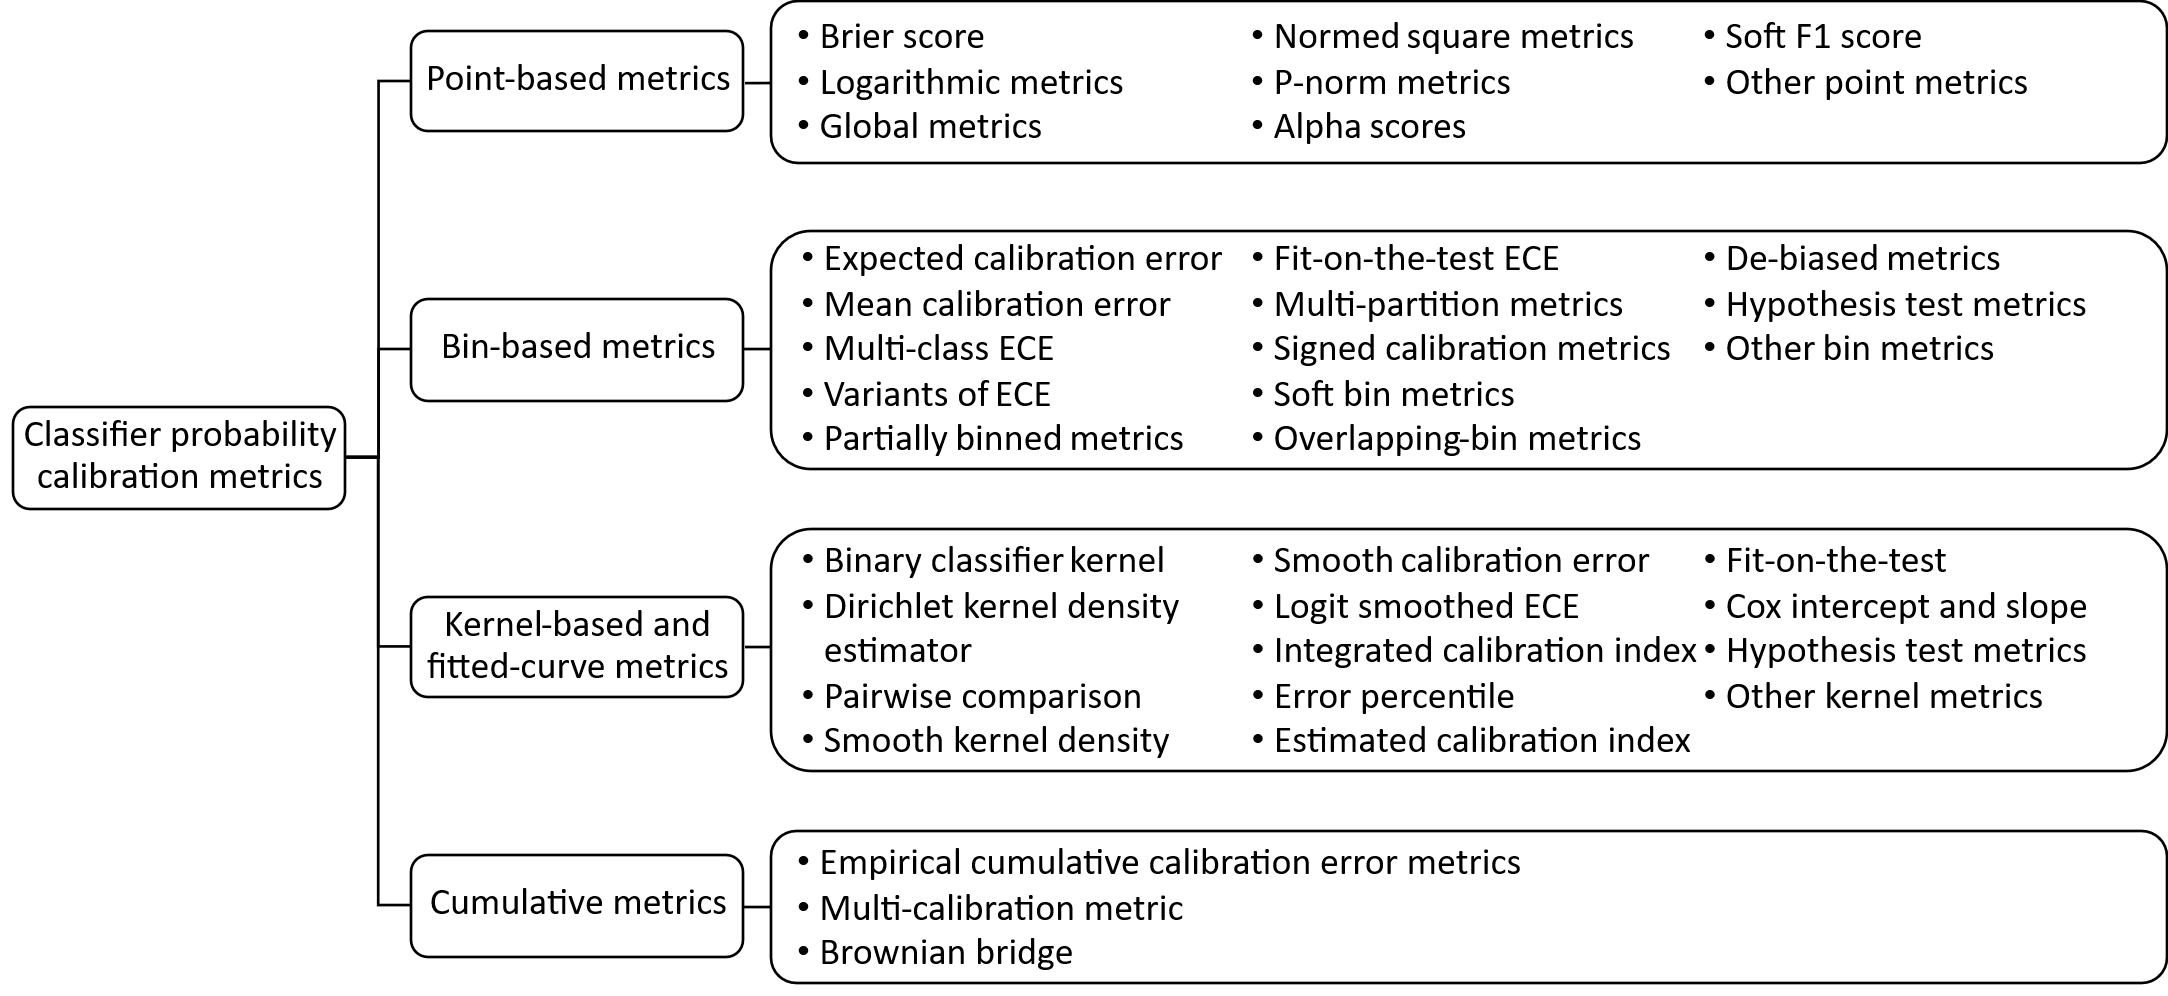 Classifier probability
calibration metrics
Point-based metrics
• Brier score
• Logarithmic metrics
• Global metrics
• Normed square metrics
• P-norm metrics
• Alpha scores
• Soft F1 score
• Other point metrics
Bin-based metrics
• Expected calibration error
• Mean calibration error
• Multi-class ECE
• Variants of ECE
• Partially binned metrics
• Fit-on-the-test ECE
• Multi-partition metrics
• Signed calibration metrics
• Soft bin metrics
• Overlapping-bin metrics
• De-biased metrics
• Hypothesis test metrics
• Other bin metrics
Kernel-based and
fitted-curve metrics
• Binary classifier kernel
• Dirichlet kernel density
estimator
• Pairwise comparison
• Smooth kernel density
• Smooth calibration error
• Logit smoothed ECE
• Integrated calibration index
• Error percentile
• Estimated calibration index
• Fit-on-the-test
• Cox intercept and slope
• Hypothesis test metrics
• Other kernel metrics
Cumulative metrics
• Empirical cumulative calibration error metrics
• Multi-calibration metric
• Brownian bridge